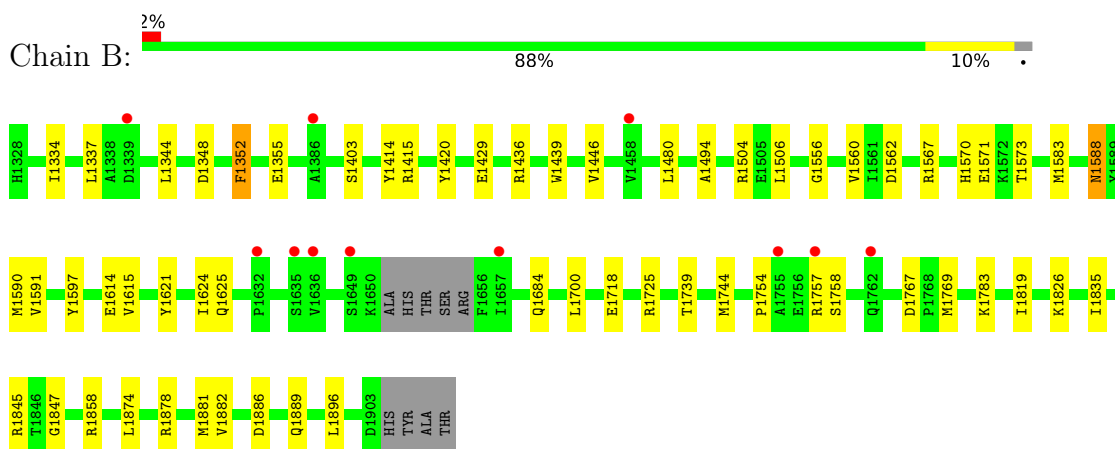 2%
Chain B:
88% 10% •
H1328 I1334 L1337 A1338 D1339 L1344 D1348 F1352 E1355 A1386 S1403 Y1414 R1415 Y1420 E1429 R1436 W1439 V1446 V1458 L1480 A1494 R1504 E1505 L1506 G1556 V1560 I1561 D1562 R1567 H1570 E1571 K1572 T1573 M1583 N1588 Y1589
M1590 V1591 Y1597 E1614 V1615 Y1621 I1624 Q1625 P1632 S1635 V1636 S1649 K1650 ALA HIS THR SER ARG F1656 I1657 Q1684 L1700 E1718 R1725 T1739 M1744 P1754 A1755 E1756 R1757 S1758 Q1762 D1767 P1768 M1769 K1783 I1819 K1826 I1835
R1845 T1846 G1847 R1858 L1874 R1878 M1881 V1882 D1886 Q1889 L1896 D1903 HIS TYR ALA THR